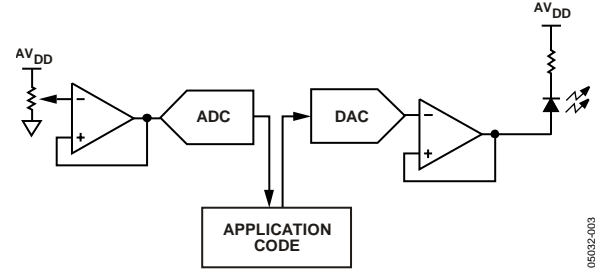 AVDD
AVDD
−
+
ADC
DAC
−
+
APPLICATION
CODE
05032-003